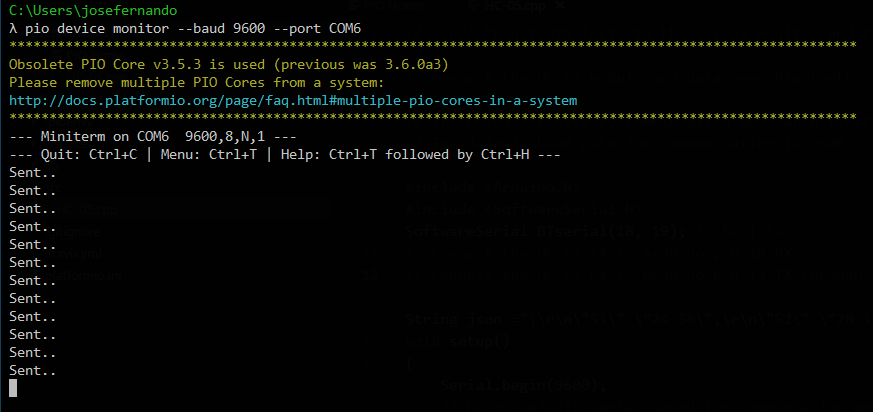 C:\Users\josefernando
λ pio device monitor --baud 9600 --port COM6
************************************************************************************************************
Obsolete PIO Core v3.5.3 is used (previous was 3.6.0a3)
Please remove multiple PIO Cores from a system:
http://docs.platformio.org/page/faq.html#multiple-pio-cores-in-a-system
************************************************************************************************************
--- Miniterm on COM6  9600,8,N,1 ---
--- Quit: Ctrl+C | Menu: Ctrl+T | Help: Ctrl+T followed by Ctrl+H ---
Sent..
Sent..
Sent..
Sent..
Sent..
Sent..
Sent..
Sent..
Sent..
Sent..
Sent..
Sent..